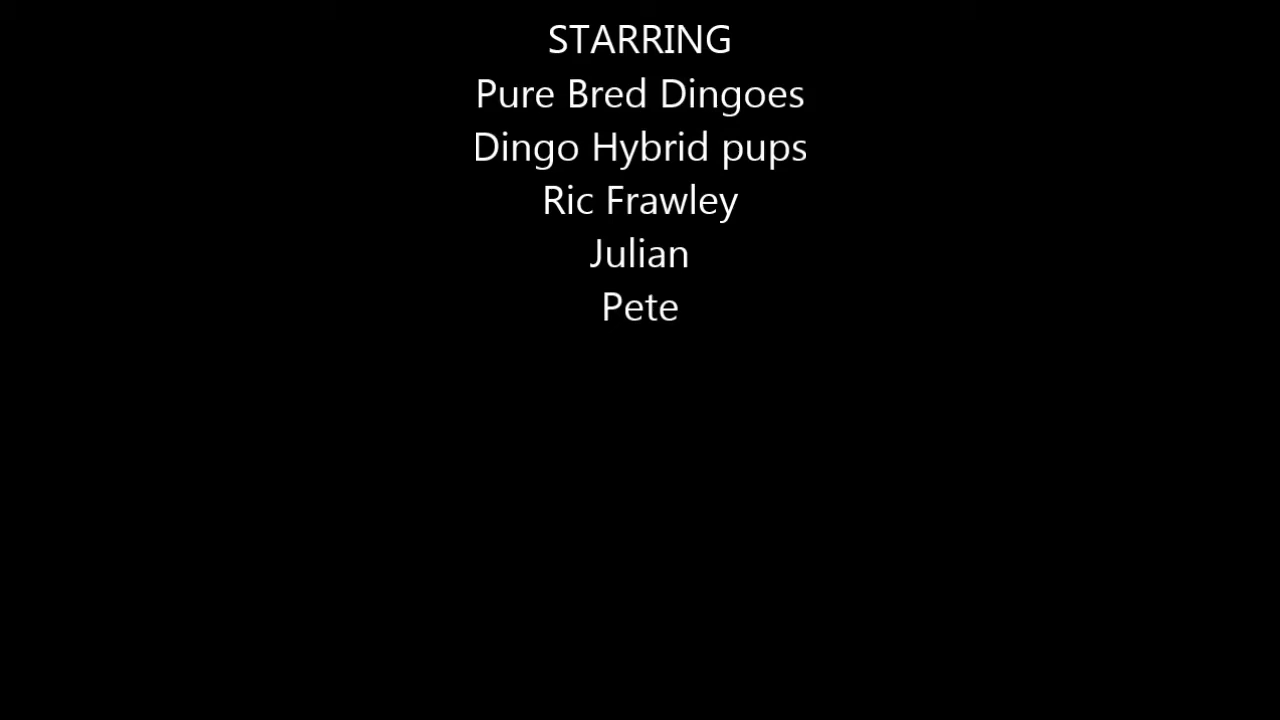 STARRING
Pure Bred Dingoes
Dingo Hybrid pups
Ric Frawley
Julian
Pete